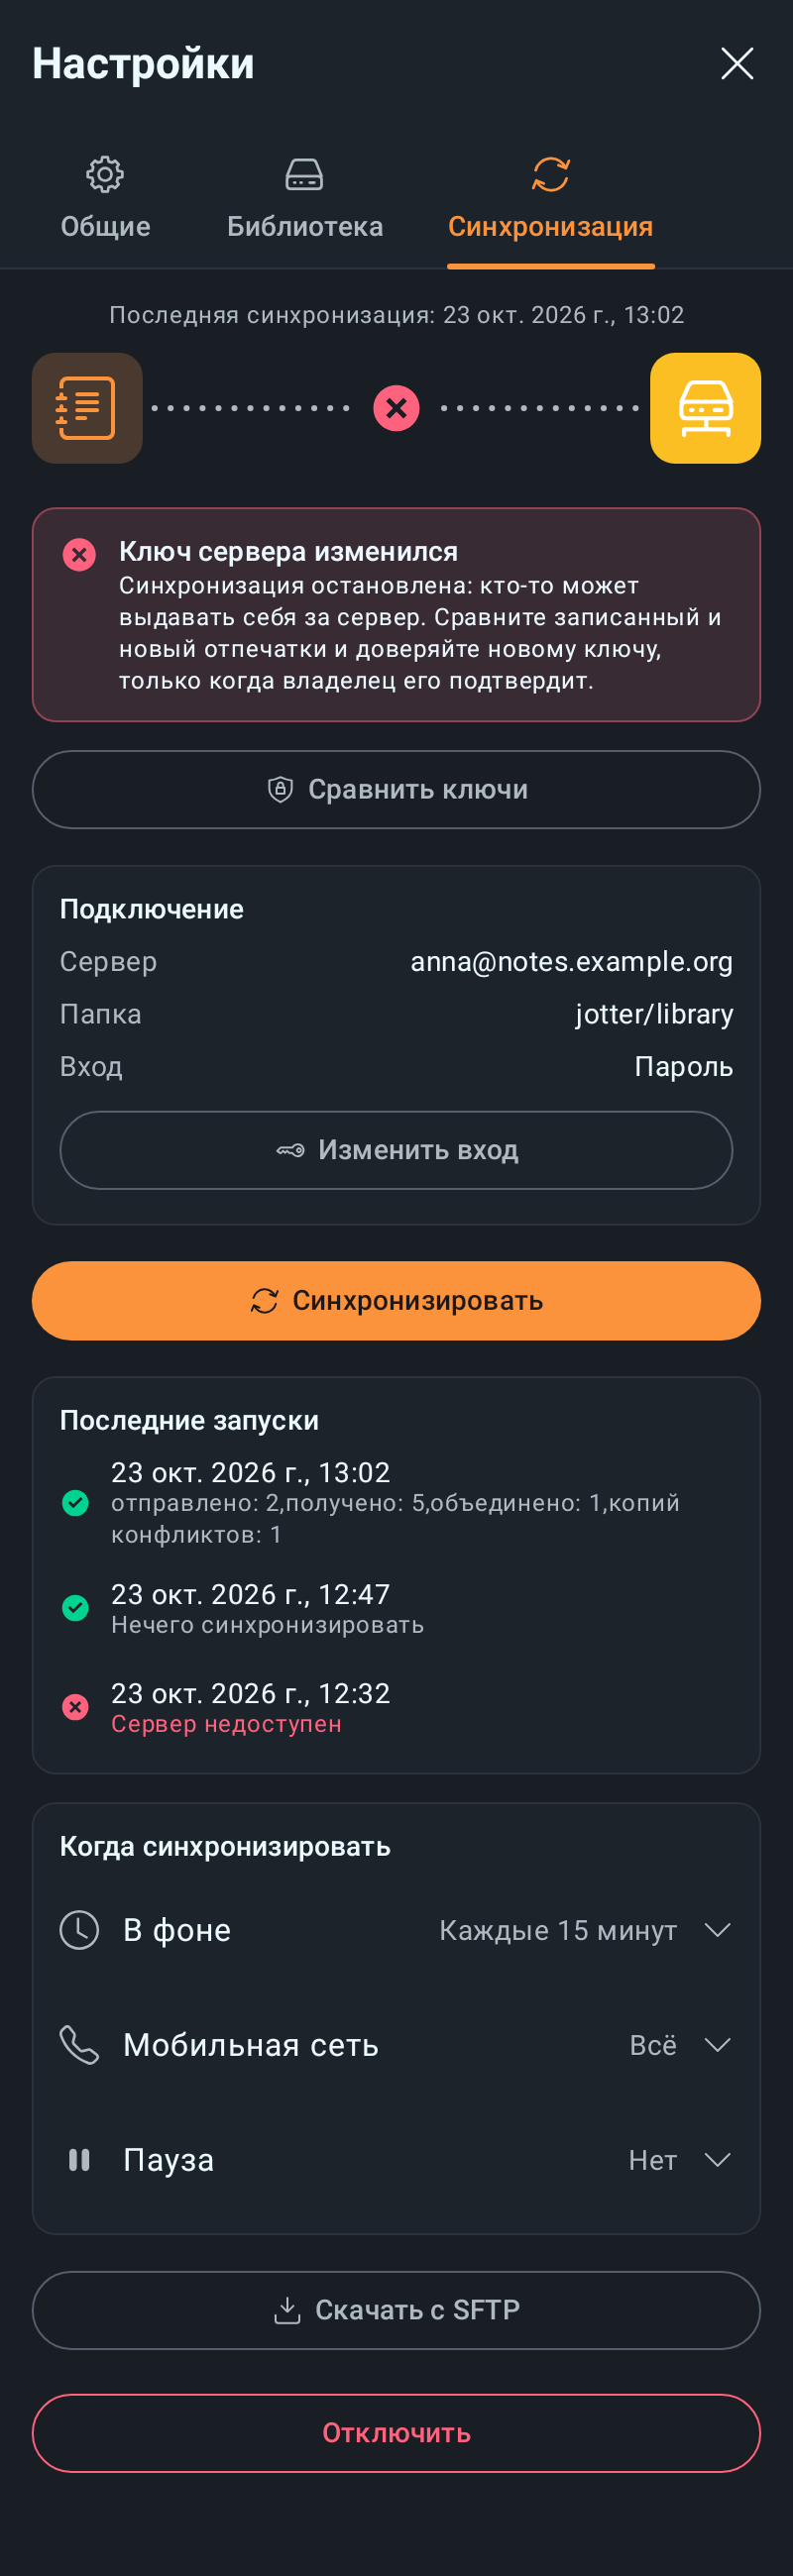 Настройки
Общие
Библиотека
Синхронизация
Последняя синхронизация: 23 окт. 2026 г., 13:02
Ключ сервера изменился
Синхронизация остановлена: кто-то может
выдавать себя за сервер. Сравните записанный и
новый отпечатки и доверяйте новому ключу,
только когда владелец его подтвердит.
Сравнить ключи
Подключение
Сервер anna@notes.example.org
Папка jotter/library
Вход Пароль
Изменить вход
Синхронизировать
Последние запуски
23 окт. 2026 г., 13:02
отправлено: 2,получено: 5,объединено: 1,копий
конфликтов: 1
23 окт. 2026 г., 12:47
Нечего синхронизировать
23 окт. 2026 г., 12:32
Сервер недоступен
Когда синхронизировать
В фоне Каждые 15 минут
Мобильная сеть Всё
Пауза Нет
Скачать с SFTP
Отключить